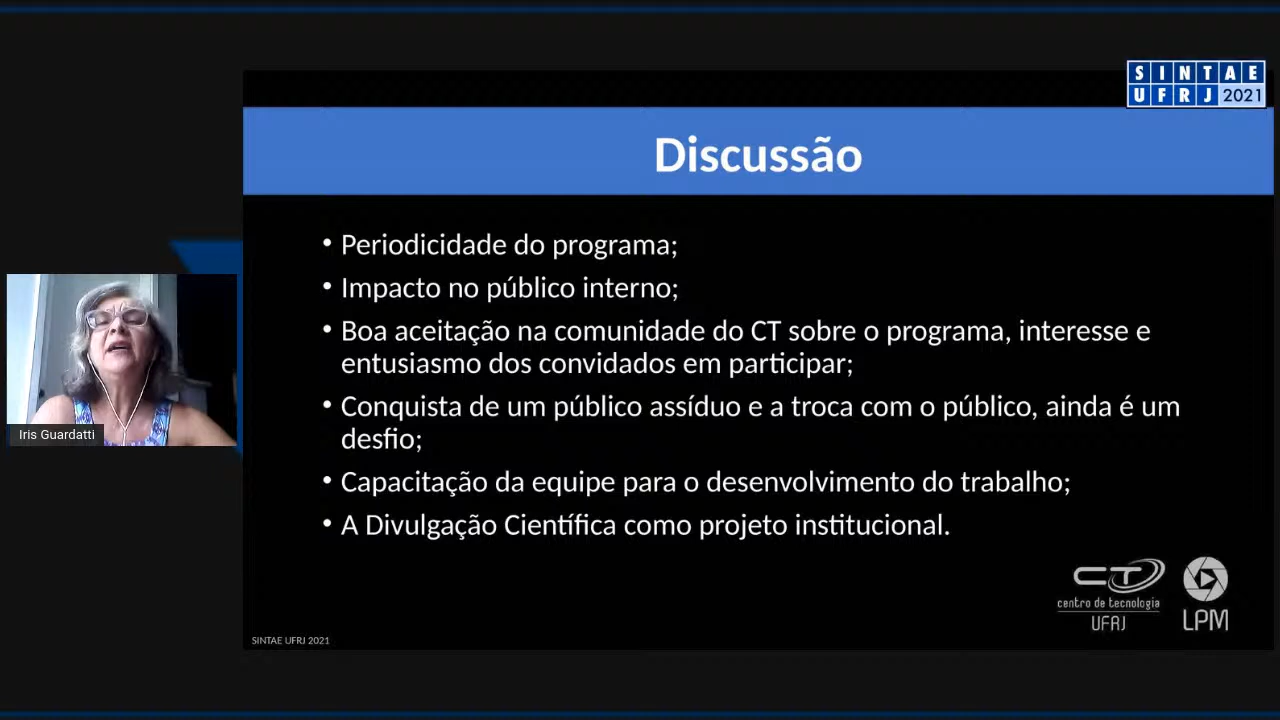 SINTAE
UFRJ 2021
Discussão
• Periodicidade do programa;
• Impacto no público interno;
• Boa aceitação na comunidade do CT sobre o programa, interesse e
entusiasmo dos convidados em participar;
• Conquista de um público assíduo e a troca com o público, ainda é um
desfio;
• Capacitação da equipe para o desenvolvimento do trabalho;
• A Divulgação Científica como projeto institucional.
Iris Guardatti
CT
centro de tecnologia
UFRJ
LPM
SINTAE UFRJ 2021